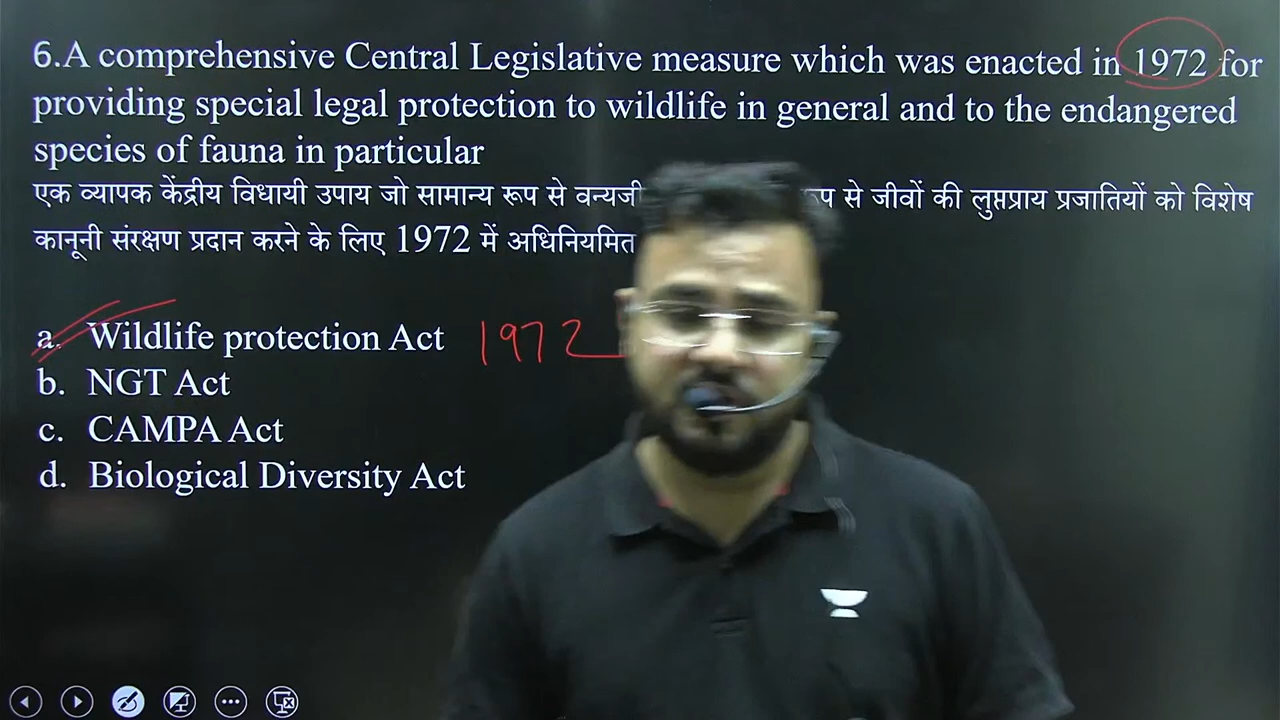 6.A comprehensive Central Legislative measure which was enacted in 1972 for
providing special legal protection to wildlife in general and to the endangered
species of fauna in particular
एक व्यापक केंद्रीय विधायी उपाय जो सामान्य रूप से से जीवों की लुप्तप्राय प्रजातियों को विशेष
कानूनी संरक्षण प्रदान करने के लिए 1972 में अधिनियमित
a. Wildlife protection Act 1972
b. NGT Act
c. CAMPA Act
d. Biological Diversity Act